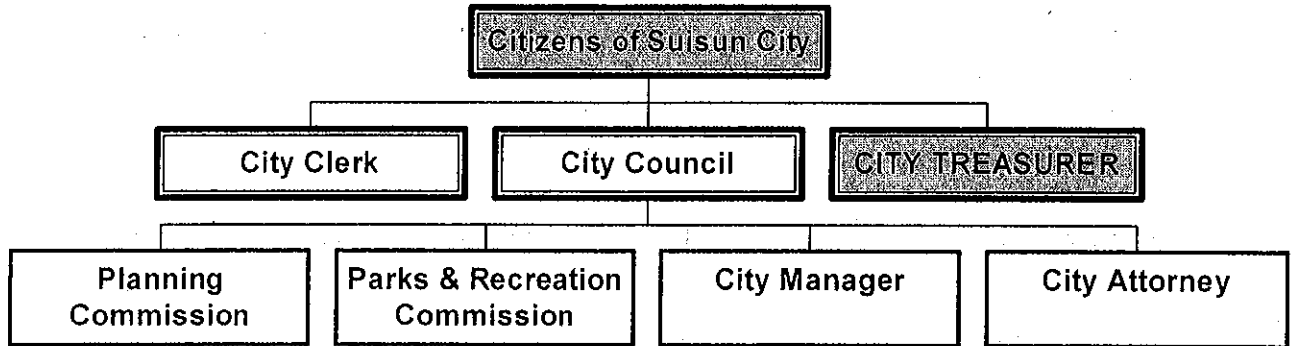 Citizens of Suisun City
City Clerk
City Council
CITY TREASURER
Planning
Commission
Parks & Recreation
Commission
City Manager
City Attorney